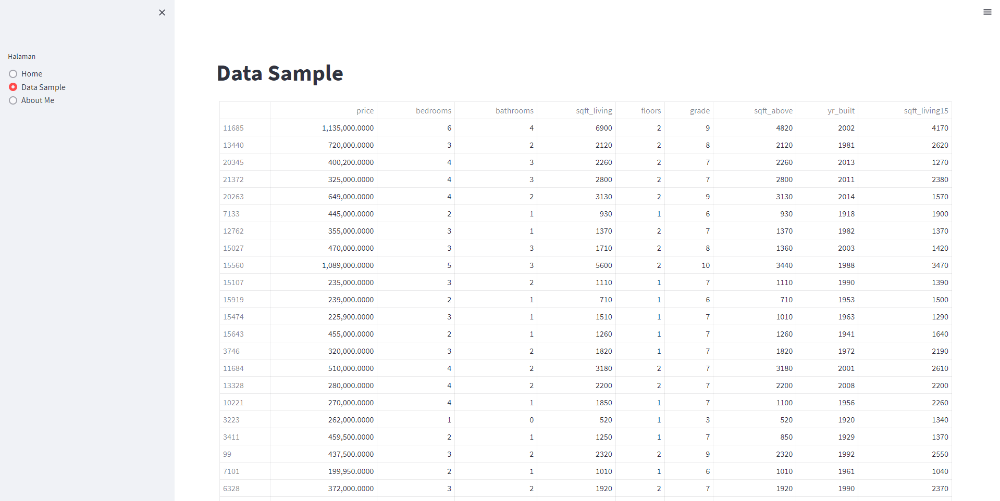 Halaman
Home
Data Sample
About Me
Data Sample
price bedrooms bathrooms sqft_living floors grade sqft_above yr_built sqft_living15
11685 1,135,000.0000 6 4 6900 2 9 4820 2002 4170
13440 720,000.0000 3 2 2120 2 8 2120 1981 2620
20345 400,200.0000 4 3 2260 2 7 2260 2013 1270
21372 325,000.0000 4 3 2800 2 7 2800 2011 2380
20263 649,000.0000 4 2 3130 2 9 3130 2014 1570
7133 445,000.0000 2 1 930 1 6 930 1918 1900
12762 355,000.0000 3 1 1370 2 7 1370 1982 1370
15027 470,000.0000 3 3 1710 2 8 1360 2003 1420
15560 1,089,000.0000 5 3 5600 2 10 3440 1988 3470
15107 235,000.0000 3 2 1110 1 7 1110 1990 1390
15919 239,000.0000 2 1 710 1 6 710 1953 1500
15474 225,900.0000 3 1 1510 1 7 1010 1963 1290
15643 455,000.0000 2 1 1260 1 7 1260 1941 1640
3746 320,000.0000 3 2 1820 1 7 1820 1972 2190
11684 510,000.0000 4 2 3180 2 7 3180 2001 2610
13328 280,000.0000 4 2 2200 2 7 2200 2008 2200
10221 270,000.0000 4 1 1850 1 7 1100 1956 2260
3223 262,000.0000 1 0 520 1 3 520 1920 1340
3411 459,500.0000 2 1 1250 1 7 850 1929 1370
99 437,500.0000 3 2 2320 2 9 2320 1992 2550
7101 199,950.0000 2 1 1010 1 6 1010 1961 1040
6328 372,000.0000 3 2 1920 2 7 1920 1990 2370